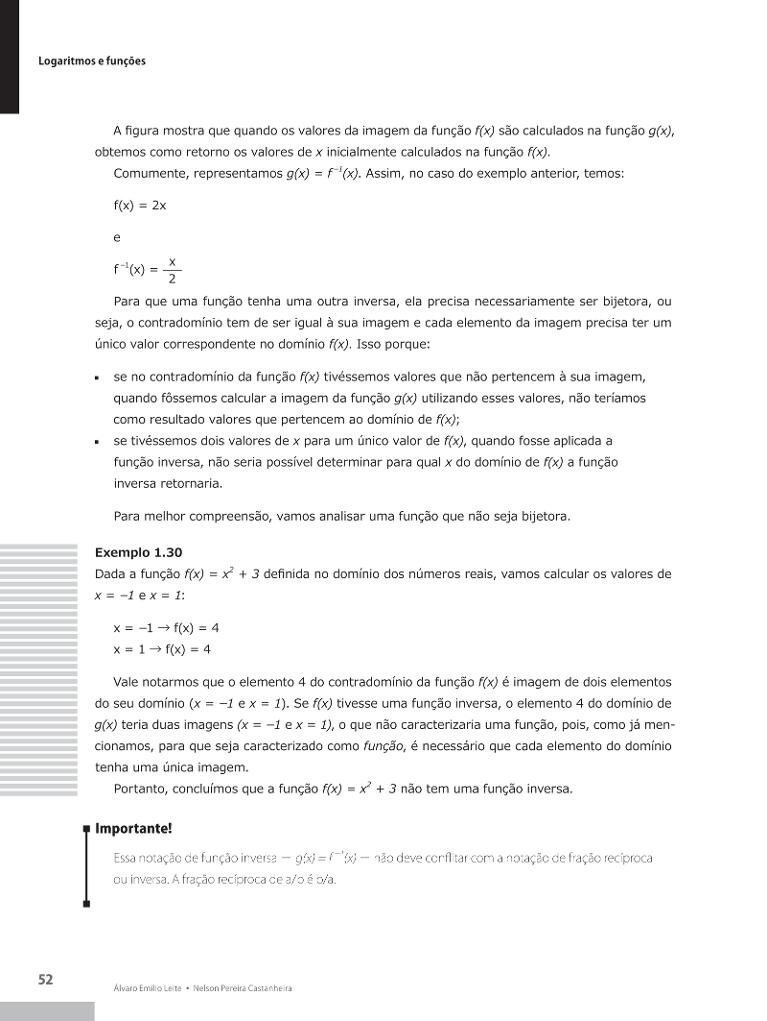 Logaritmos e funções
A figura mostra que quando os valores da imagem da função f(x) são calculados na função g(x),
obtemos como retorno os valores de x inicialmente calculados na função f(x).
Comumente, representamos g(x) = f⁻¹(x). Assim, no caso do exemplo anterior, temos:
f(x) = 2x
e
f⁻¹(x) = x/2
Para que uma função tenha uma outra inversa, ela precisa necessariamente ser bijetora, ou
seja, o contradomínio tem de ser igual à sua imagem e cada elemento da imagem precisa ter um
único valor correspondente no domínio f(x). Isso porque:
▪ se no contradomínio da função f(x) tivéssemos valores que não pertencem à sua imagem,
quando fôssemos calcular a imagem da função g(x) utilizando esses valores, não teríamos
como resultado valores que pertencem ao domínio de f(x);
▪ se tivéssemos dois valores de x para um único valor de f(x), quando fosse aplicada a
função inversa, não seria possível determinar para qual x do domínio de f(x) a função
inversa retornaria.
Para melhor compreensão, vamos analisar uma função que não seja bijetora.
Exemplo 1.30
Dada a função f(x) = x² + 3 definida no domínio dos números reais, vamos calcular os valores de
x = –1 e x = 1:
x = –1 → f(x) = 4
x = 1 → f(x) = 4
Vale notarmos que o elemento 4 do contradomínio da função f(x) é imagem de dois elementos
do seu domínio (x = –1 e x = 1). Se f(x) tivesse uma função inversa, o elemento 4 do domínio de
g(x) teria duas imagens (x = –1 e x = 1), o que não caracterizaria uma função, pois, como já men-
cionamos, para que seja caracterizado como função, é necessário que cada elemento do domínio
tenha uma única imagem.
Portanto, concluímos que a função f(x) = x² + 3 não tem uma função inversa.
Importante!
Essa notação de função inversa — g(x) = f⁻¹(x) — não deve conflitar com a notação de fração recíproca
ou inversa. A fração recíproca de a/b é b/a.
52
Álvaro Emílio Leite • Nelson Pereira Castanheira